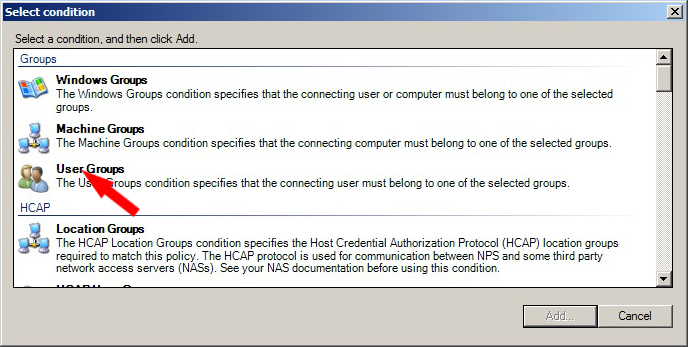 Select condition
Select a condition, and then click Add.
Groups
Windows Groups
The Windows Groups condition specifies that the connecting user or computer must belong to one of the selected
groups.
Machine Groups
The Machine Groups condition specifies that the connecting computer must belong to one of the selected groups.
User Groups
The User Groups condition specifies that the connecting user must belong to one of the selected groups.
HCAP
Location Groups
The HCAP Location Groups condition specifies the Host Credential Authorization Protocol (HCAP) location groups
required to match this policy. The HCAP protocol is used for communication between NPS and some third party
network access servers (NASs). See your NAS documentation before using this condition.
Add...
Cancel